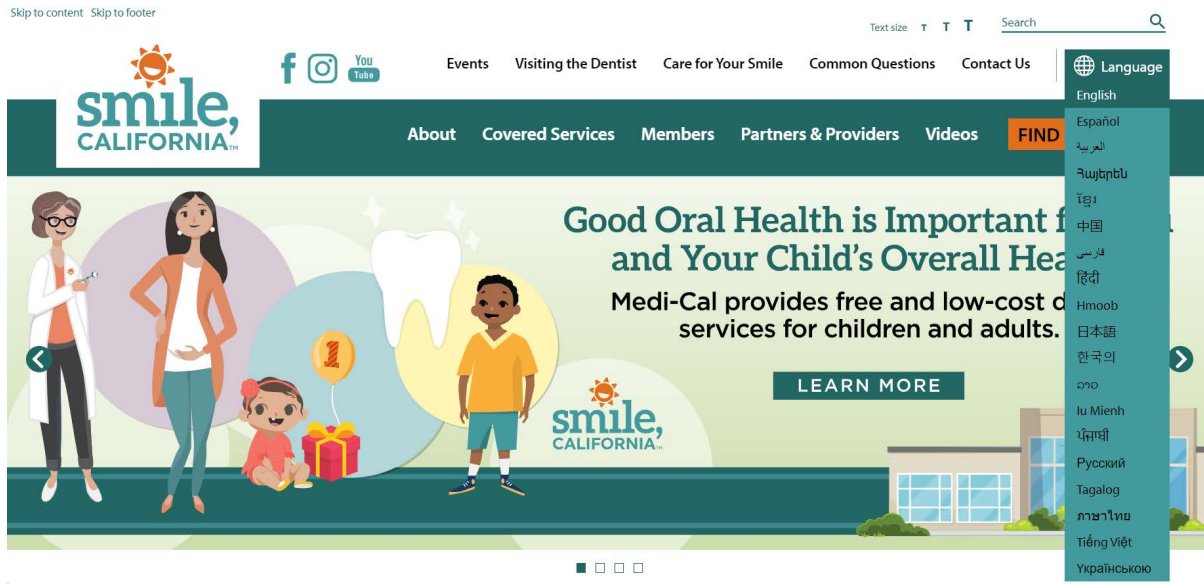 Skip to content Skip to footer
Text size T T T Search
smile,
CALIFORNIA™
You
Tube
Events Visiting the Dentist Care for Your Smile Common Questions Contact Us
About Covered Services Members Partners & Providers Videos FIND
Language
English
Español
العربية
Հայերեն
ខ្មែរ
中国
فارسی
हिंदी
Hmoob
日本語
한국의
ລາວ
Iu Mienh
ਪੰਜਾਬੀ
Русский
Tagalog
ภาษาไทย
Tiếng Việt
Українською
Good Oral Health is Important
and Your Child's Overall
Medi-Cal provides free and low-cost
services for children and adults.
LEARN MORE
1
smile,
CALIFORNIA™